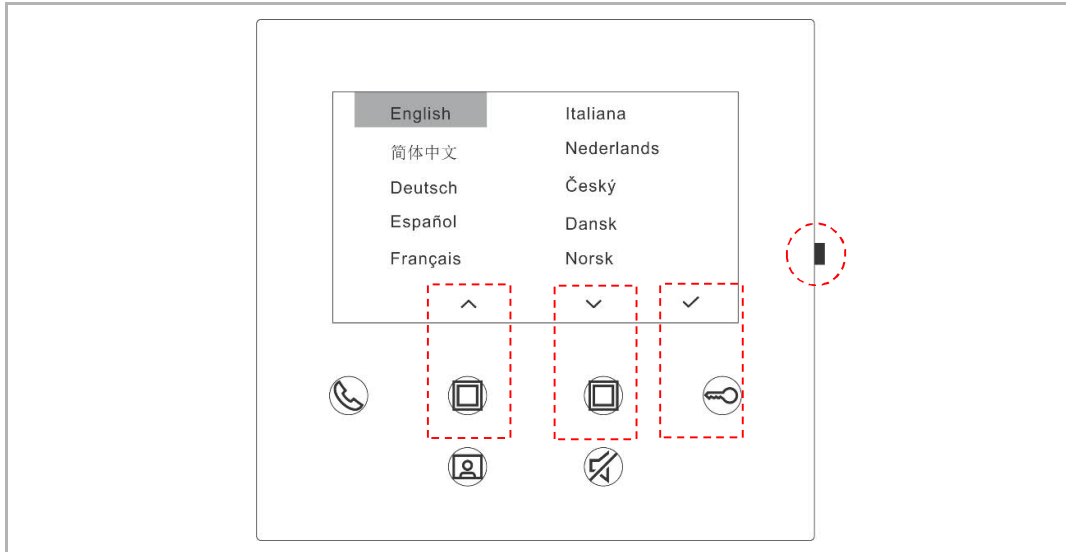 English
简体中文
Deutsch
Español
Français
Italiana
Nederlands
Český
Dansk
Norsk